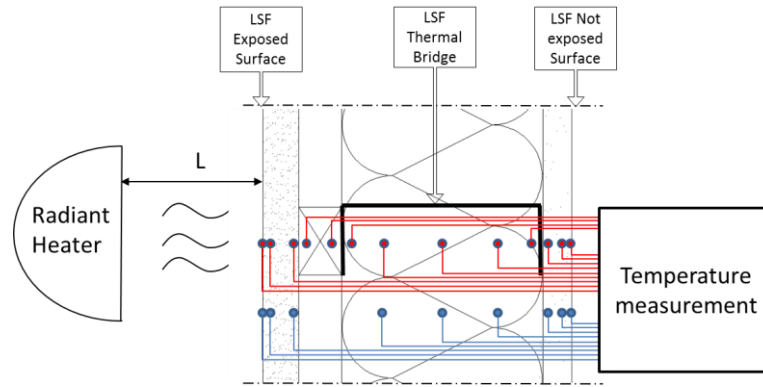 LSF
Exposed
Surface
LSF
Thermal
Bridge
LSF Not
exposed
Surface
L
Radiant
Heater
Temperature
measurement